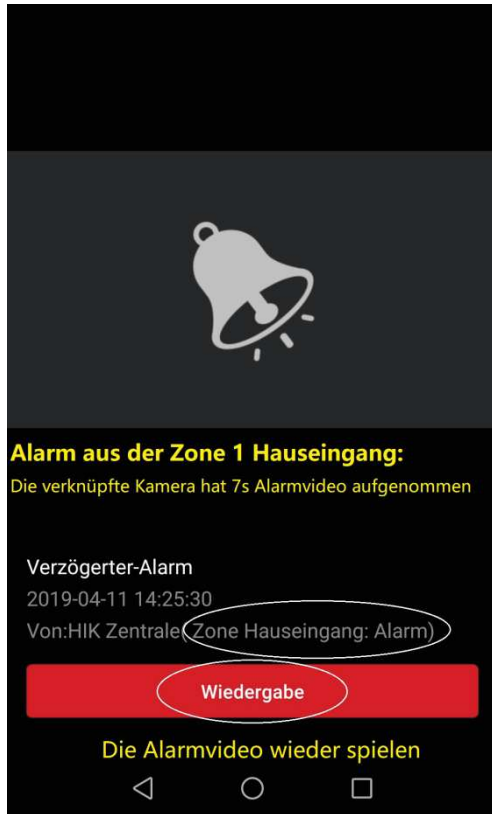 Alarm aus der Zone 1 Hauseingang:
Die verknüpfte Kamera hat 7s Alarmvideo aufgenommen
Verzögerter-Alarm
2019-04-11 14:25:30
Von:HIK Zentrale( Zone Hauseingang: Alarm)
Wiedergabe
Die Alarmvideo wieder spielen